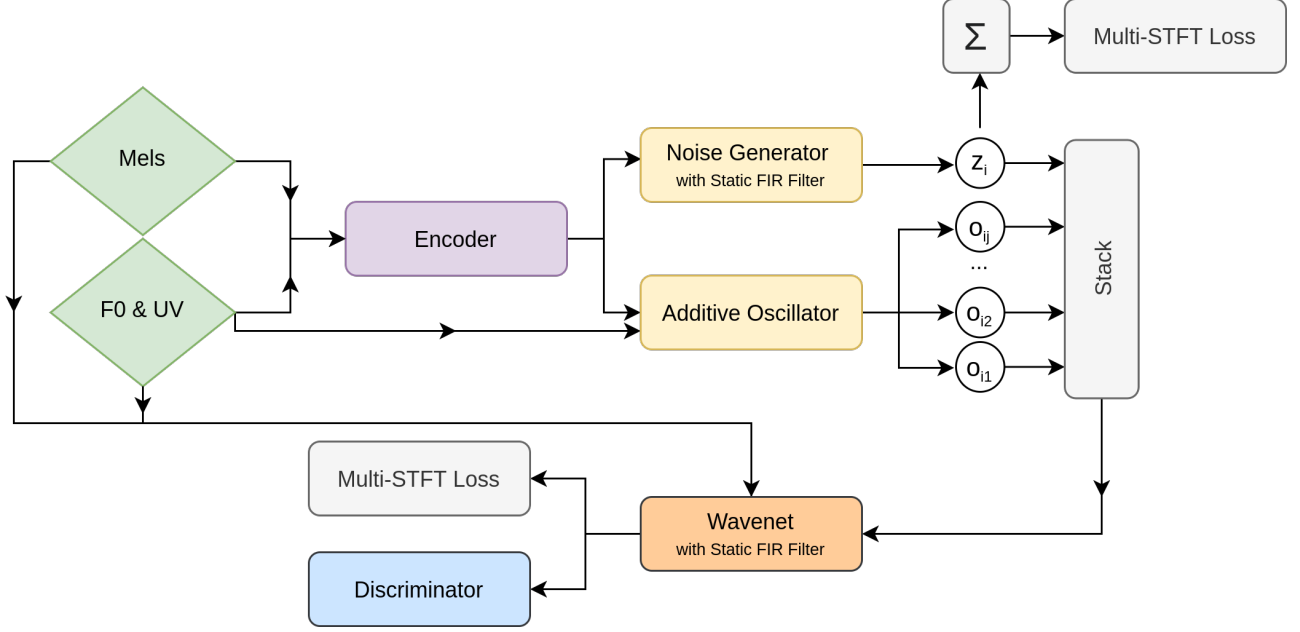 Σ
Multi-STFT Loss
Mels
Noise Generator
with Static FIR Filter
zi
oij
...
Encoder
F0 & UV
Additive Oscillator
oi2
oi1
Stack
Multi-STFT Loss
Wavenet
with Static FIR Filter
Discriminator